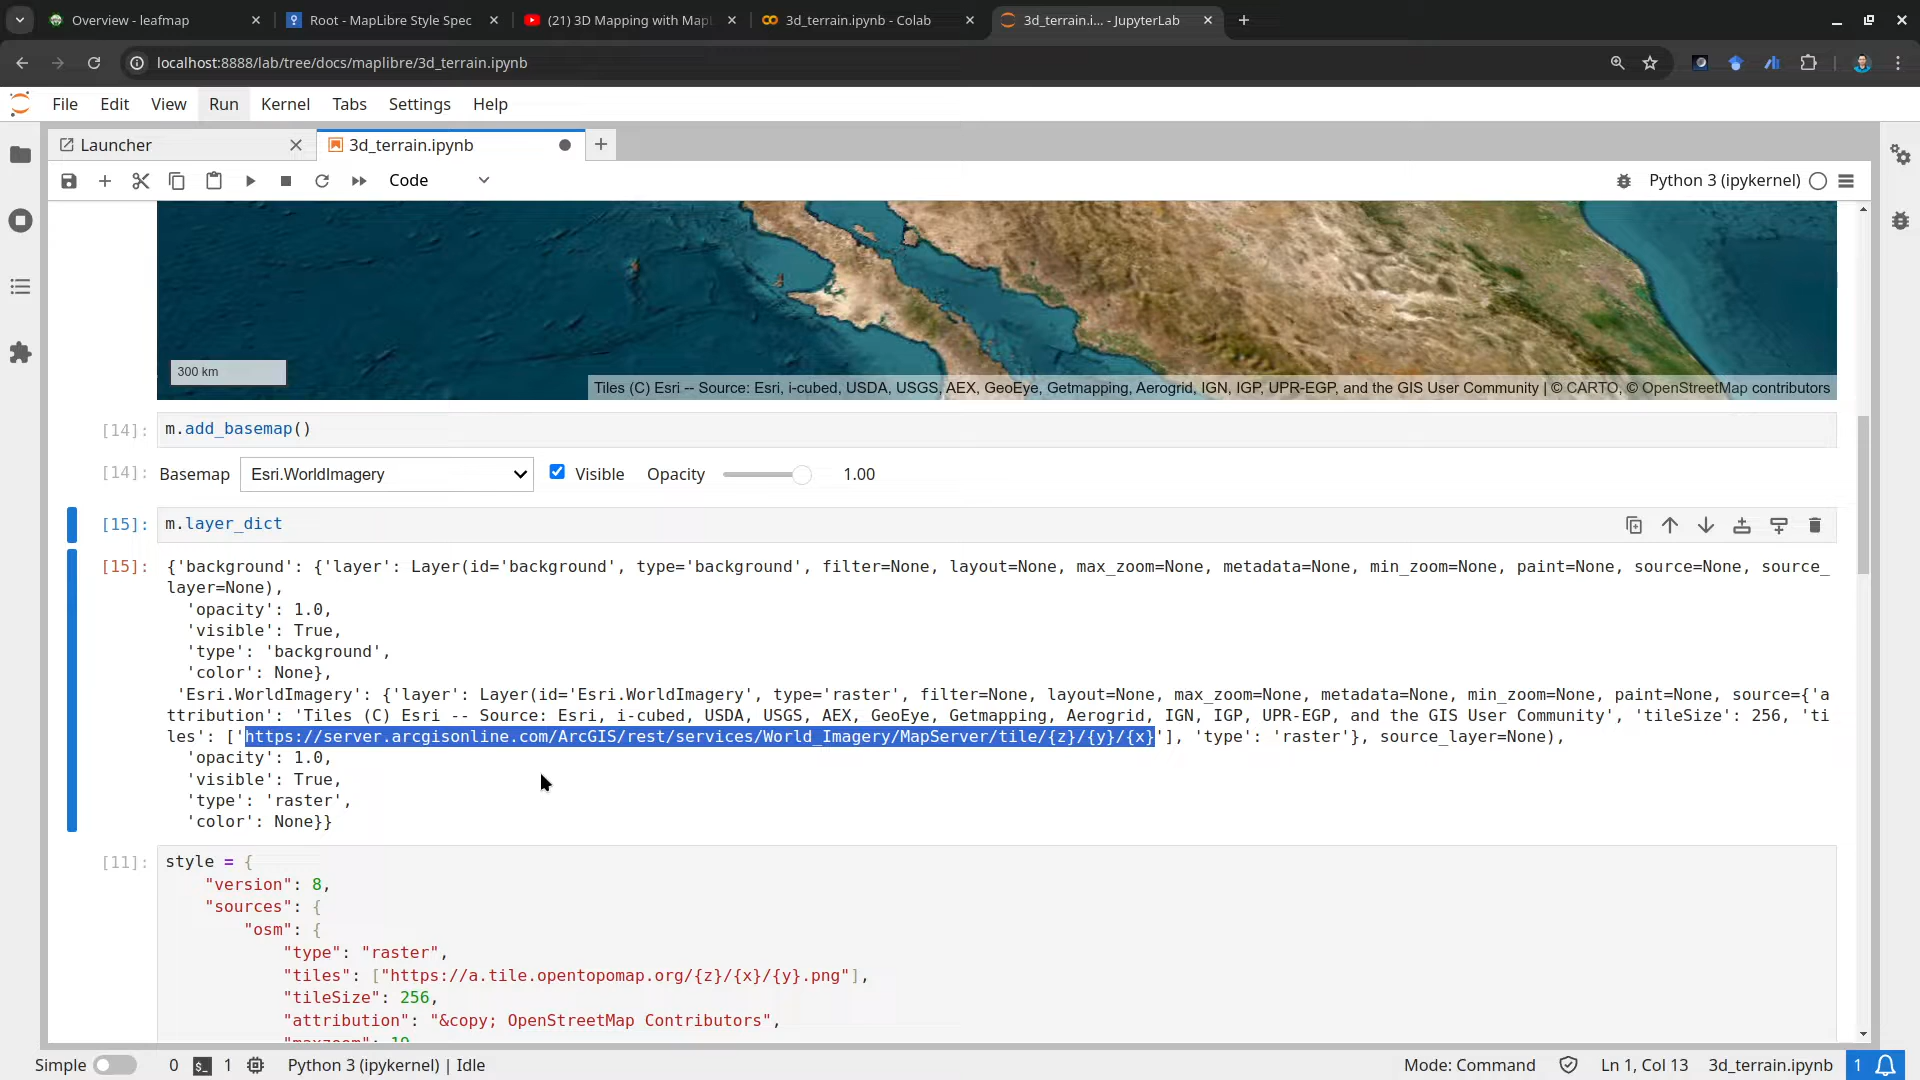 Overview - leafmap
Root - MapLibre Style Spec
(21) 3D Mapping with Map
3d_terrain.ipynb - Colab
3d_terrain.i... - JupyterLab
localhost:8888/lab/tree/docs/maplibre/3d_terrain.ipynb
File Edit View Run Kernel Tabs Settings Help
Launcher
3d_terrain.ipynb
Code
Python 3 (ipykernel)
300 km
Tiles (C) Esri -- Source: Esri, i-cubed, USDA, USGS, AEX, GeoEye, Getmapping, Aerogrid, IGN, IGP, UPR-EGP, and the GIS User Community | © CARTO, © OpenStreetMap contributors
[14]: m.add_basemap()
[14]: Basemap Esri.WorldImagery Visible Opacity 1.00
[15]: m.layer_dict
[15]: {'background': {'layer': Layer(id='background', type='background', filter=None, layout=None, max_zoom=None, metadata=None, min_zoom=None, paint=None, source=None, source_
layer=None),
'opacity': 1.0,
'visible': True,
'type': 'background',
'color': None},
'Esri.WorldImagery': {'layer': Layer(id='Esri.WorldImagery', type='raster', filter=None, layout=None, max_zoom=None, metadata=None, min_zoom=None, paint=None, source={'a
ttribution': 'Tiles (C) Esri -- Source: Esri, i-cubed, USDA, USGS, AEX, GeoEye, Getmapping, Aerogrid, IGN, IGP, UPR-EGP, and the GIS User Community', 'tileSize': 256, 'ti
les': ['https://server.arcgisonline.com/ArcGIS/rest/services/World_Imagery/MapServer/tile/{z}/{y}/{x}'], 'type': 'raster'}, source_layer=None),
'opacity': 1.0,
'visible': True,
'type': 'raster',
'color': None}}
[11]: style = {
"version": 8,
"sources": {
"osm": {
"type": "raster",
"tiles": ["https://a.tile.opentopomap.org/{z}/{x}/{y}.png"],
"tileSize": 256,
"attribution": "&copy; OpenStreetMap Contributors",
"maxzoom": 19
Simple 0 1 Python 3 (ipykernel) | Idle
Mode: Command Ln 1, Col 13 3d_terrain.ipynb 1